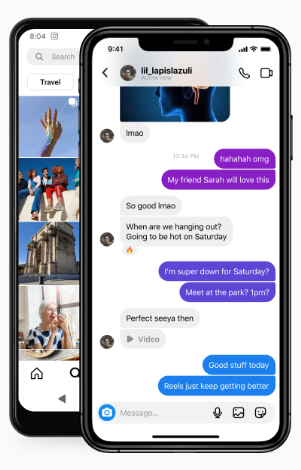 8:04
Search
Travel
9:41
lil_lapislazuli
Active now
lmao
12:34 PM
hahahah omg
My friend Sarah will love this
So good lmao
When are we hanging out?
Going to be hot on Saturday
I'm super down for Saturday?
Meet at the park? 1pm?
Perfect seeya then
Video
Good stuff today
Reels just keep getting better
Message...